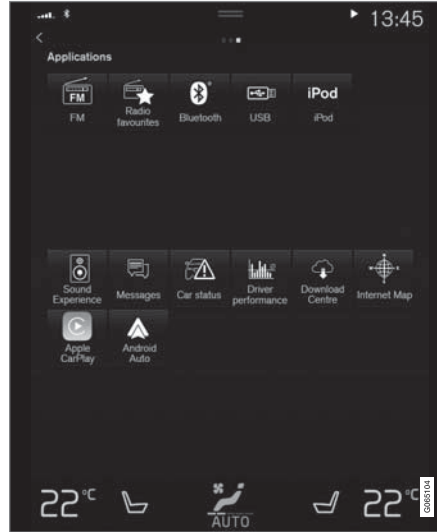 13:45
Applications
FM
FM
Radio favourites
Bluetooth
USB
iPod
iPod
Sound Experience
Messages
Car status
Driver performance
Download Centre
Internet Map
Apple CarPlay
Android Auto
22°C
AUTO
22°C
G065104